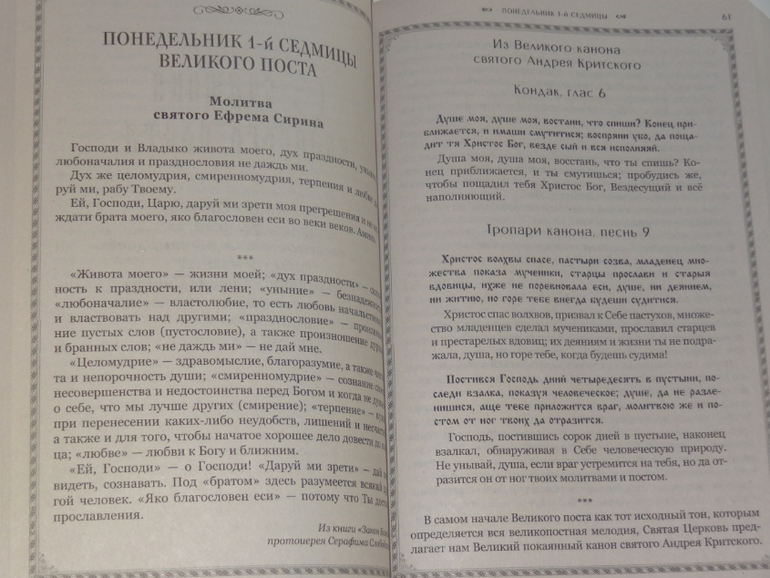 ПОНЕДЕЛЬНИК 1-й СЕДМИЦЫ
ВЕЛИКОГО ПОСТА
Молитва
святого Ефрема Сирина
Господи и Владыко живота моего, дух праздности,
любоначалия и празднословия не даждь ми.
Дух же целомудрия, смиренномудрия, терпения и любве
руй ми, рабу Твоему.
Ей, Господи, Царю, даруй ми зрети моя прегрешения и не
ждати брата моего, яко благословен еси во веки веков. Аминь.
***
«Живота моего» — жизни моей; «дух праздности» —
ность к праздности, или лени; «уныние» —
«любоначалие» — властолюбие, то есть любовь
и властвовать над другими; «празднословие» —
ние пустых слов (пустословие), а также произношение
и бранных слов; «не даждь ми» — не дай мне.
«Целомудрие» — здравомыслие, благоразумие, а также
та и непорочность души; «смиренномудрие» — сознание
несовершенства и недостоинства перед Богом и когда не
о себе, что мы лучше других (смирение); «терпение» —
при перенесении каких-либо неудобств, лишений и
а также и для того, чтобы начатое хорошее дело довести до
ца; «любве» — любви к Богу и ближним.
«Ей, Господи» — о Господи! «Даруй ми зрети» — дай
видеть, сознавать. Под «братом» здесь разумеется всякий
гой человек. «Яко благословен еси» — потому что Ты
прославления.
Из книги «Закон
протоиерея Серафима
ПОНЕДЕЛЬНИК 1-й СЕДМИЦЫ
61
Из Великого канона
святого Андрея Критского
Кондак, глас 6
Душе моя, душе моя, востани, что спиши? Конец при-
ближается, и имаши смутитися; воспряни убо, да поща-
дит тя Христос Бог, везде сый и вся исполняяй.
Душа моя, душа моя, восстань, что ты спишь? Ко-
нец приближается, и ты смутишься; пробудись же,
чтобы пощадил тебя Христос Бог, Вездесущий и всё
наполняющий.
Тропари канона, песнь 9
Христос волхвы спасе, пастыри созва, младенец мно-
жества показа мученики, старцы прослави и старыя
вдовицы, ихже не поревновала еси, душе, ни деянием,
ни житию, но горе тебе внегда будеши судитися.
Христос спас волхвов, призвал к Себе пастухов, множе-
ство младенцев сделал мучениками, прославил старцев
и престарелых вдовиц; их деяниям и жизни ты не подра-
жала, душа, но горе тебе, когда будешь судима!
Постився Господь дний четыредесять в пустыни, по-
следи взалка, показуя человеческое; душе, да не разле-
нишися, аще тебе приложится враг, молитвою же и по-
стом от ног твоих да отразится.
Господь, постившись сорок дней в пустыне, наконец
взалкал, обнаруживая в Себе человеческую природу.
Не унывай, душа, если враг устремится на тебя, но да от-
разится он от ног твоих молитвами и постом.
***
В самом начале Великого поста как тот исходный тон, которым
определяется вся великопостная мелодия, Святая Церковь пред-
лагает нам Великий покаянный канон святого Андрея Критского.